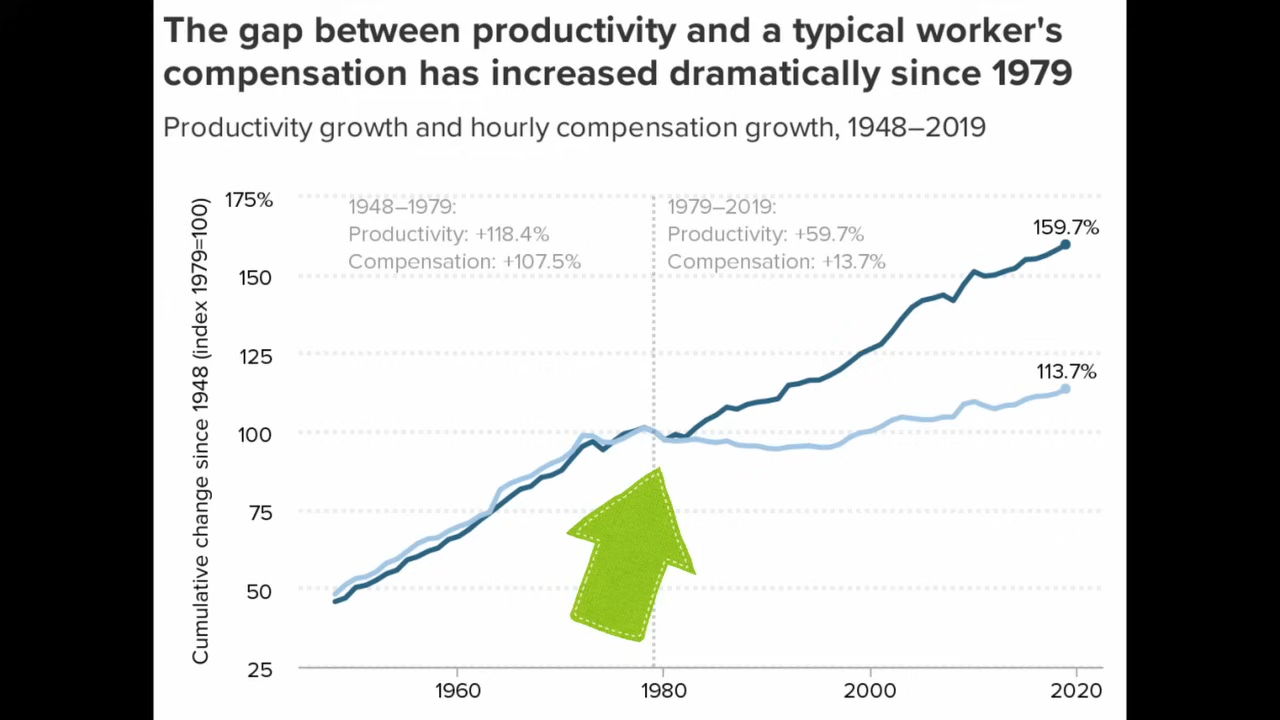 The gap between productivity and a typical worker's
compensation has increased dramatically since 1979
Productivity growth and hourly compensation growth, 1948–2019
Cumulative change since 1948 (index 1979=100)
175%
150
125
100
75
50
25
1948–1979:
Productivity: +118.4%
Compensation: +107.5%
1979–2019:
Productivity: +59.7%
Compensation: +13.7%
159.7%
113.7%
1960
1980
2000
2020